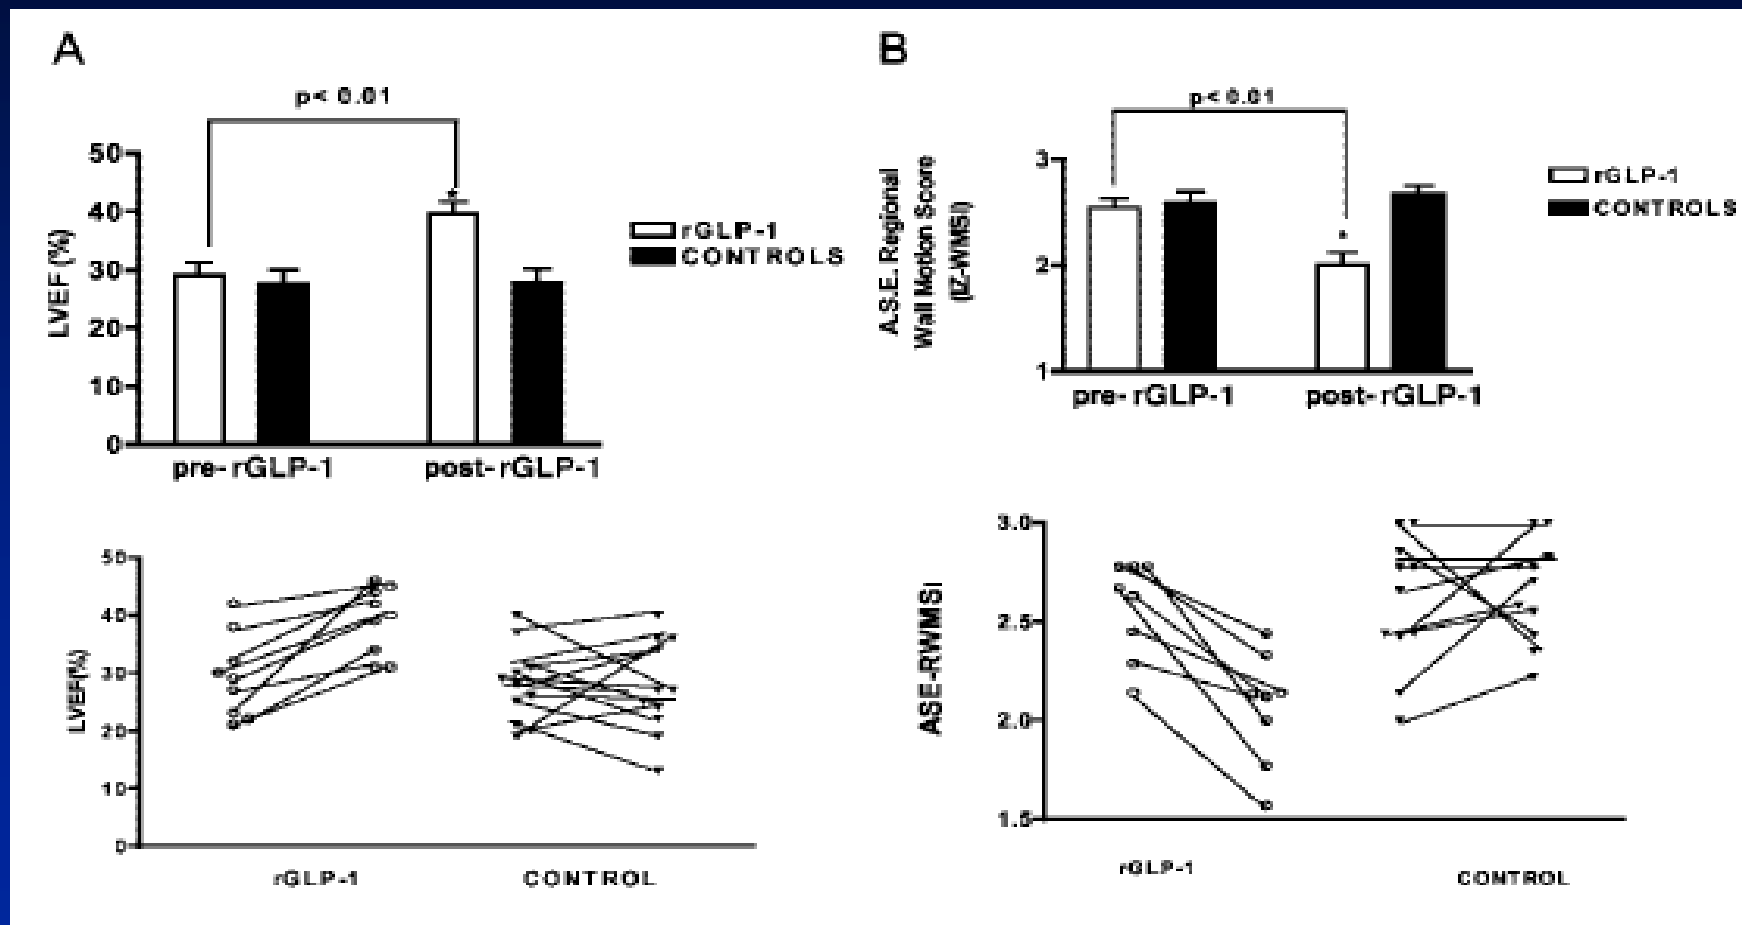 A
p< 0.01
50
40
30
20
10
0
LVEF (%)
rGLP-1
CONTROLS
pre-rGLP-1 post-rGLP-1
B
p< 0.01
3
2
1
A.S.E. Regional
Wall Motion Score
(IZ-WMSI)
rGLP-1
CONTROLS
pre-rGLP-1 post-rGLP-1
50
40
30
20
10
0
LVEF(%)
rGLP-1 CONTROL
3.0
2.5
2.0
1.5
ASE-RWMSI
rGLP-1 CONTROL